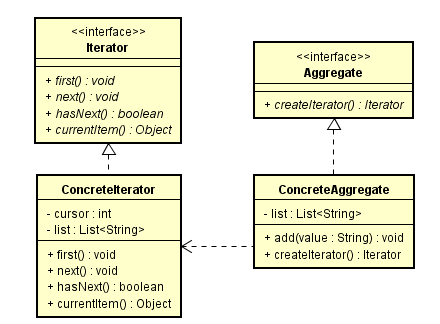 <<interface>>
Iterator
+ first() : void
+ next() : void
+ hasNext() : boolean
+ currentItem() : Object
<<interface>>
Aggregate
+ createIterator() : Iterator
ConcreteIterator
- cursor : int
- list : List<String>
+ first() : void
+ next() : void
+ hasNext() : boolean
+ currentItem() : Object
ConcreteAggregate
- list : List<String>
+ add(value : String) : void
+ createIterator() : Iterator